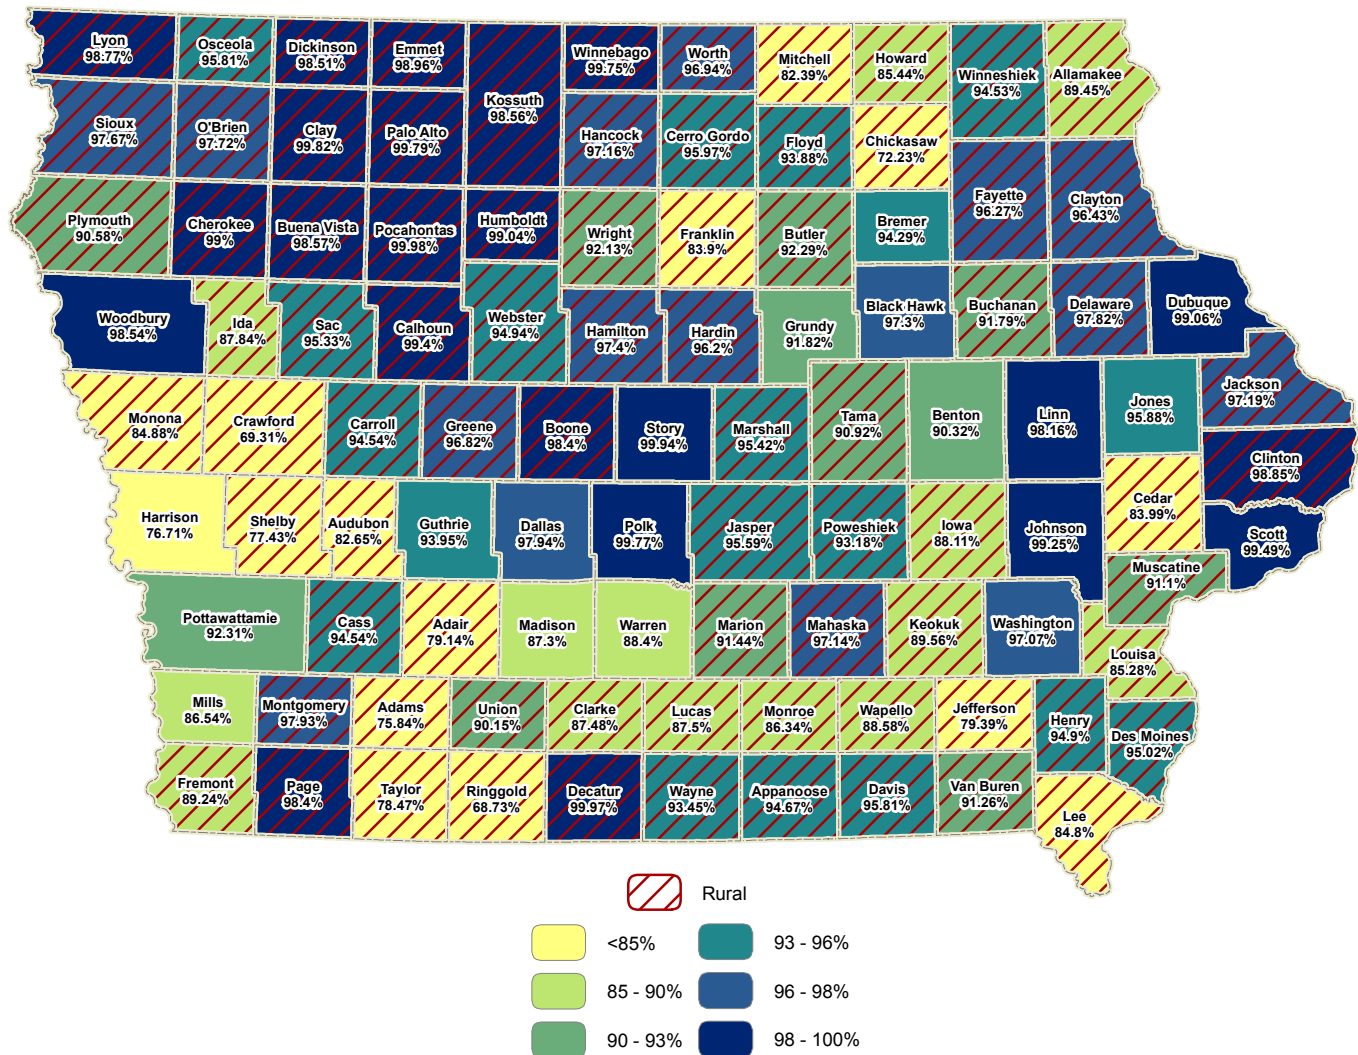 Lyon
98.77%
Osceola
95.81%
Dickinson
98.51%
Emmet
98.96%
Kossuth
98.56%
Winnebago
99.75%
Worth
96.94%
Mitchell
82.39%
Howard
85.44%
Winneshiek
94.53%
Allamakee
89.45%
Sioux
97.67%
O'Brien
97.72%
Clay
99.82%
Palo Alto
99.79%
Hancock
97.16%
Cerro Gordo
95.97%
Floyd
93.88%
Chickasaw
72.23%
Fayette
96.27%
Clayton
96.43%
Plymouth
90.58%
Cherokee
99%
Buena Vista
98.57%
Pocahontas
99.98%
Humboldt
99.04%
Wright
92.13%
Franklin
83.9%
Butler
92.29%
Bremer
94.29%
Woodbury
98.54%
Ida
87.84%
Sac
95.33%
Calhoun
99.4%
Webster
94.94%
Hamilton
97.4%
Hardin
96.2%
Grundy
91.82%
Black Hawk
97.3%
Buchanan
91.79%
Delaware
97.82%
Dubuque
99.06%
Monona
84.88%
Crawford
69.31%
Carroll
94.54%
Greene
96.82%
Boone
98.4%
Story
99.94%
Marshall
95.42%
Tama
90.92%
Benton
90.32%
Linn
98.16%
Jones
95.88%
Jackson
97.19%
Clinton
98.85%
Harrison
76.71%
Shelby
77.43%
Audubon
82.65%
Guthrie
93.95%
Dallas
97.94%
Polk
99.77%
Jasper
95.59%
Poweshiek
93.18%
Iowa
88.11%
Johnson
99.25%
Cedar
83.99%
Scott
99.49%
Muscatine
91.1%
Pottawattamie
92.31%
Cass
94.54%
Adair
79.14%
Madison
87.3%
Warren
88.4%
Marion
91.44%
Mahaska
97.14%
Keokuk
89.56%
Washington
97.07%
Louisa
85.28%
Mills
86.54%
Montgomery
97.93%
Adams
75.84%
Union
90.15%
Clarke
87.48%
Lucas
87.5%
Monroe
86.34%
Wapello
88.58%
Jefferson
79.39%
Henry
94.9%
Des Moines
95.02%
Fremont
89.24%
Page
98.4%
Taylor
78.47%
Ringgold
68.73%
Decatur
99.97%
Wayne
93.45%
Appanoose
94.67%
Davis
95.81%
Van Buren
91.26%
Lee
84.8%
Rural
<85%
93 - 96%
85 - 90%
96 - 98%
90 - 93%
98 - 100%